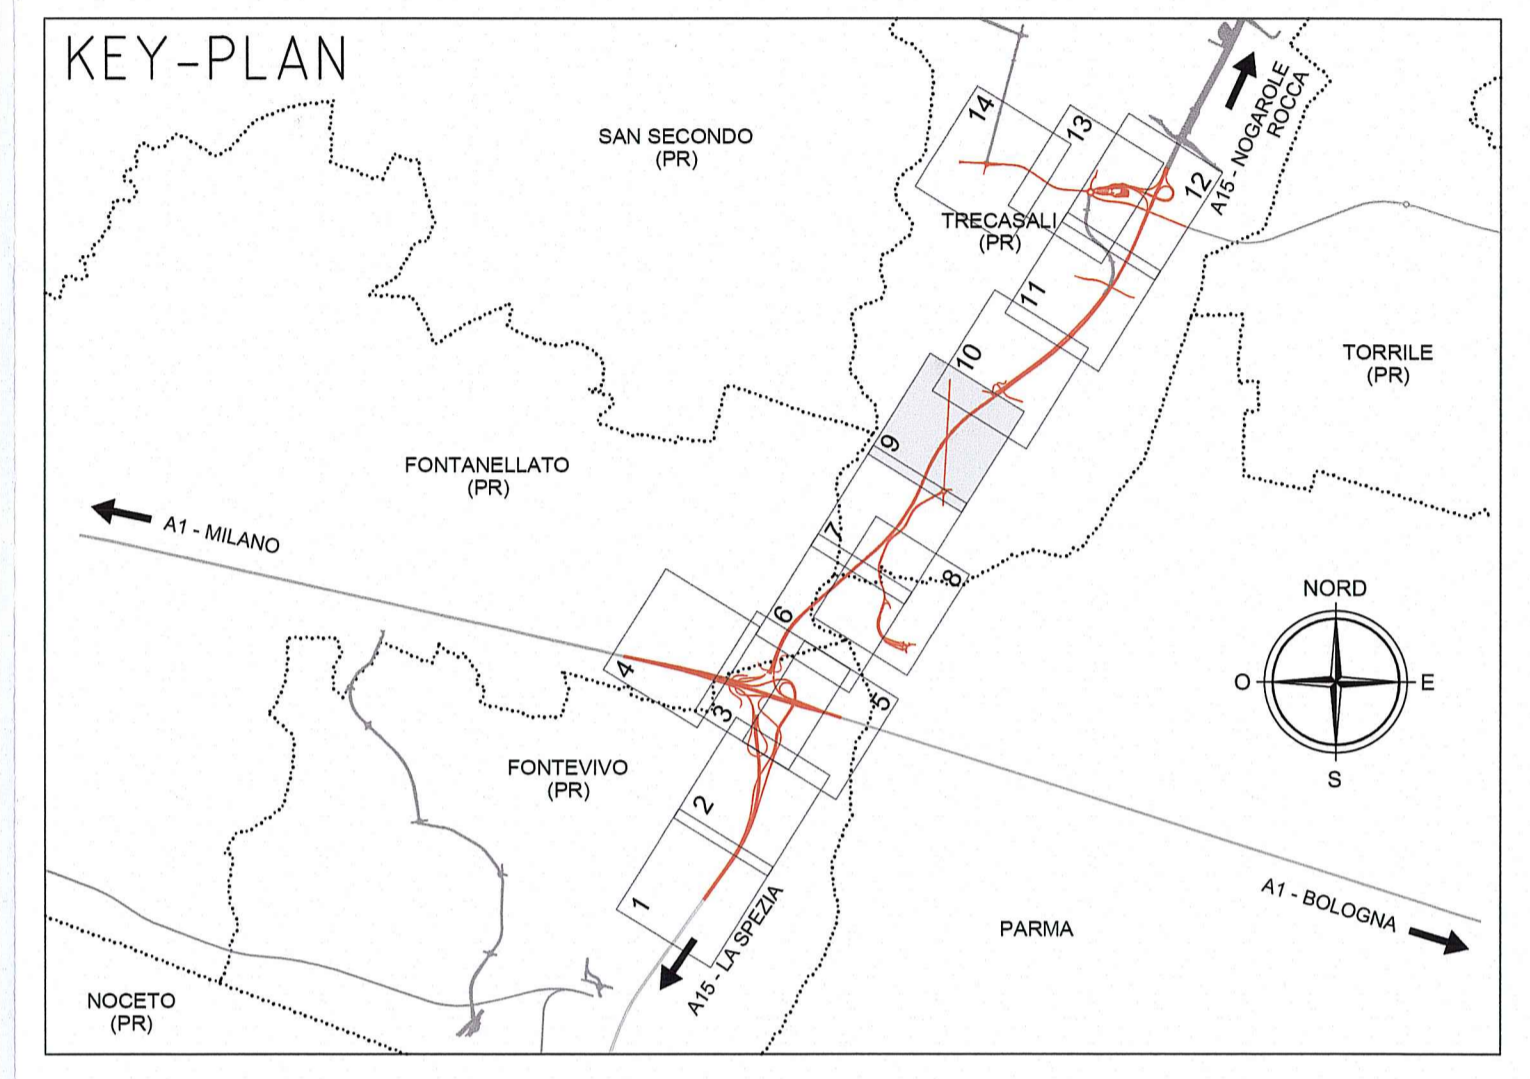 KEY-PLAN
SAN SECONDO
(PR)
14
13
12
A15 - NOGAROLE
ROCCA
TRECASALI
(PR)
11
10
TORRILE
(PR)
9
FONTANELLATO
(PR)
A1 - MILANO
7
8
6
NORD
O
E
S
4
3
5
FONTEVIVO
(PR)
2
1
A15 - LA SPEZIA
PARMA
A1 - BOLOGNA
NOCETO
(PR)